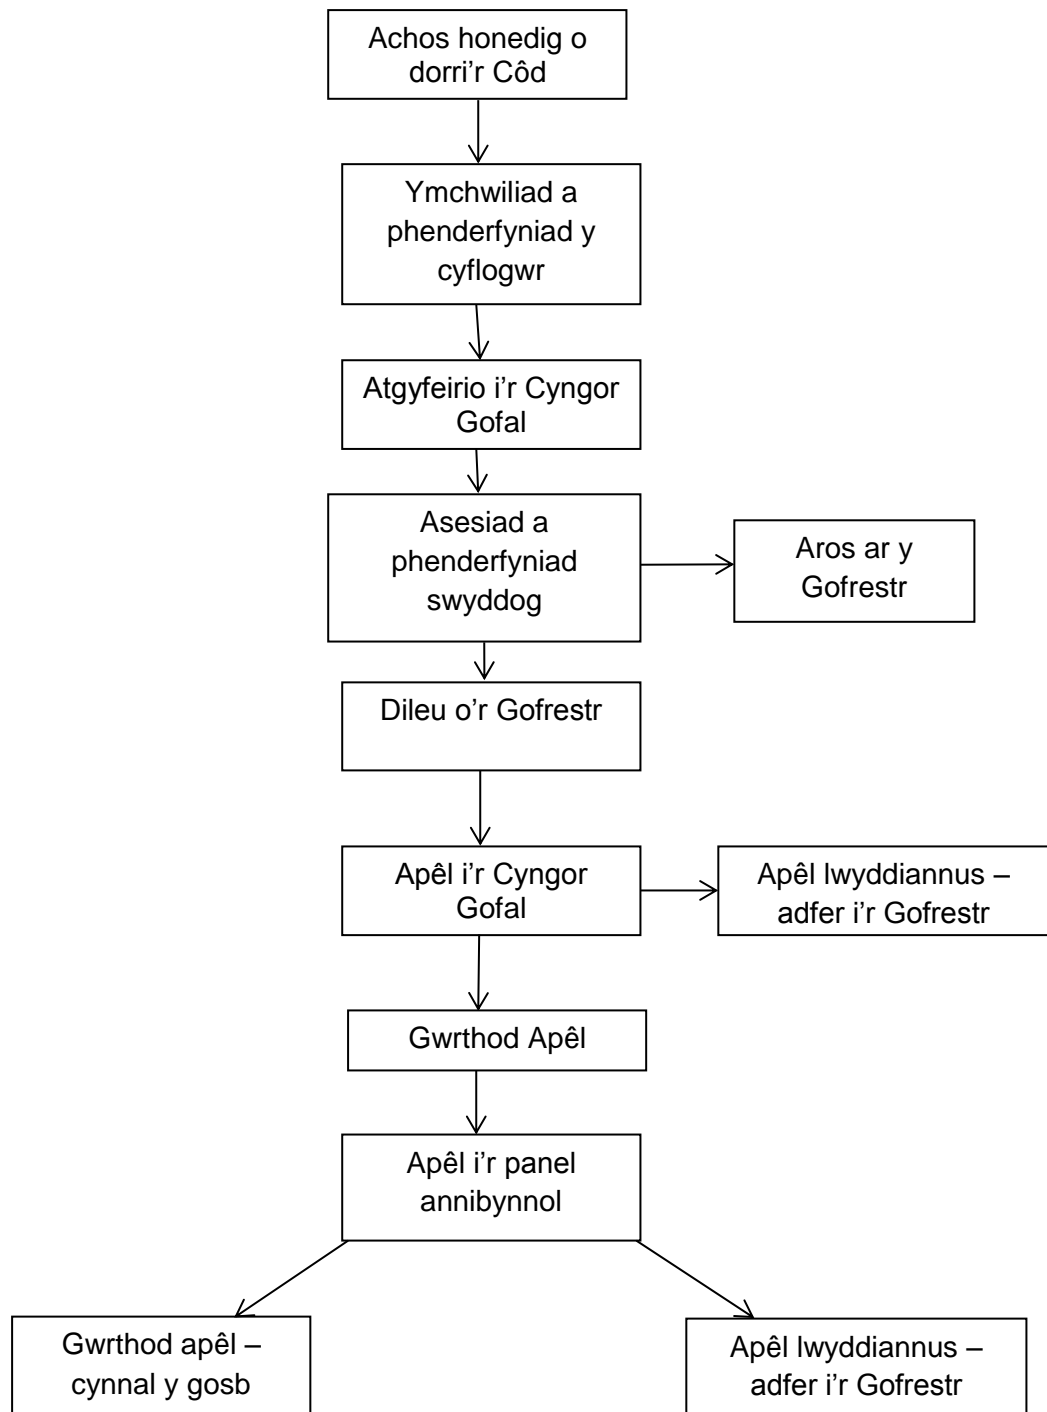 Achos honedig o
dorri’r Côd
Ymchwiliad a
phenderfyniad y
cyflogwr
Atgyfeirio i’r Cyngor
Gofal
Asesiad a
phenderfyniad
swyddog
Aros ar y
Gofrestr
Dileu o’r Gofrestr
Apêl i’r Cyngor
Gofal
Apêl lwyddiannus –
adfer i’r Gofrestr
Gwrthod Apêl
Apêl i’r panel
annibynnol
Gwrthod apêl –
cynnal y gosb
Apêl lwyddiannus –
adfer i’r Gofrestr